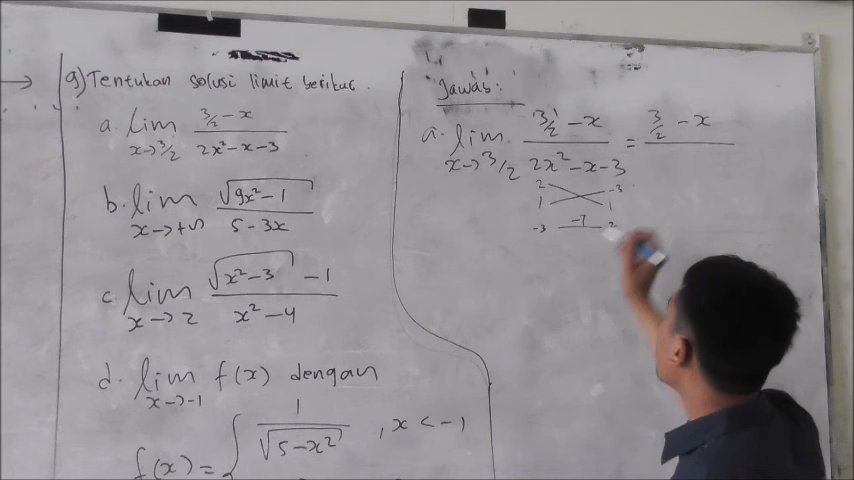 9) Tentukan solusi limit berikut.
a. lim x→3/2 (3/2 - x)/(2x² - x - 3)
b. lim x→+∞ √(9x² - 1)/(5 - 3x)
c. lim x→2 (√(x² - 3) - 1)/(x² - 4)
d. lim x→-1 f(x) dengan
f(x) = { 1/√(5 - x²) , x < -1
Jawab:
a. lim x→3/2 (3/2 - x)/(2x² - x - 3) = 3/2 - x
2 -3
1 1
-3 -1 2